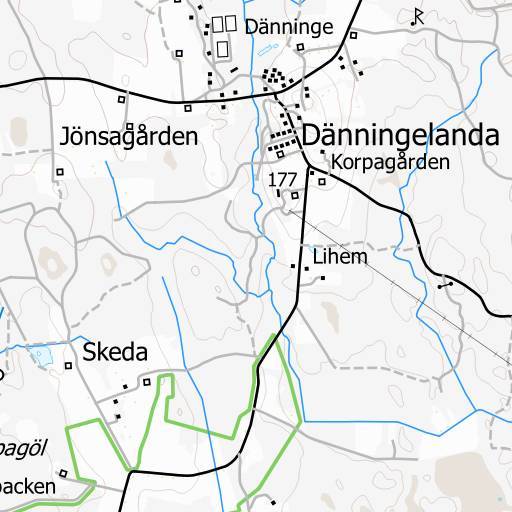 Dänninge
Jönsagården
Dänningelanda
Korpagården
177
Lihem
Skeda